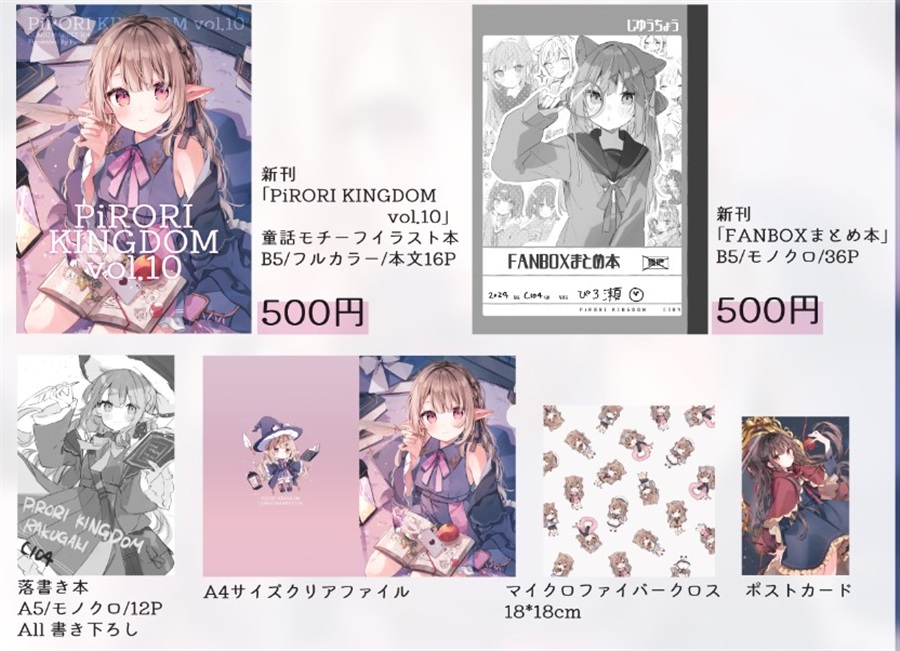 PiRORI KINGDOM vol.10
PiRORI
KINGDOM
vol.10
新刊
「PiRORI KINGDOM
vol.10」
童話モチーフイラスト本
B5/フルカラー/本文16P
500円
じゆうちょう
FANBOXまとめ本
2024 C104 ぴろ瀬
PiRORI KINGDOM C104
新刊
「FANBOXまとめ本」
B5/モノクロ/36P
500円
PIRORI KINGDOM
RAKUGAKI
C104
落書き本
A5/モノクロ/12P
All 書き下ろし
A4サイズクリアファイル
マイクロファイバークロス
18*18cm
ポストカード